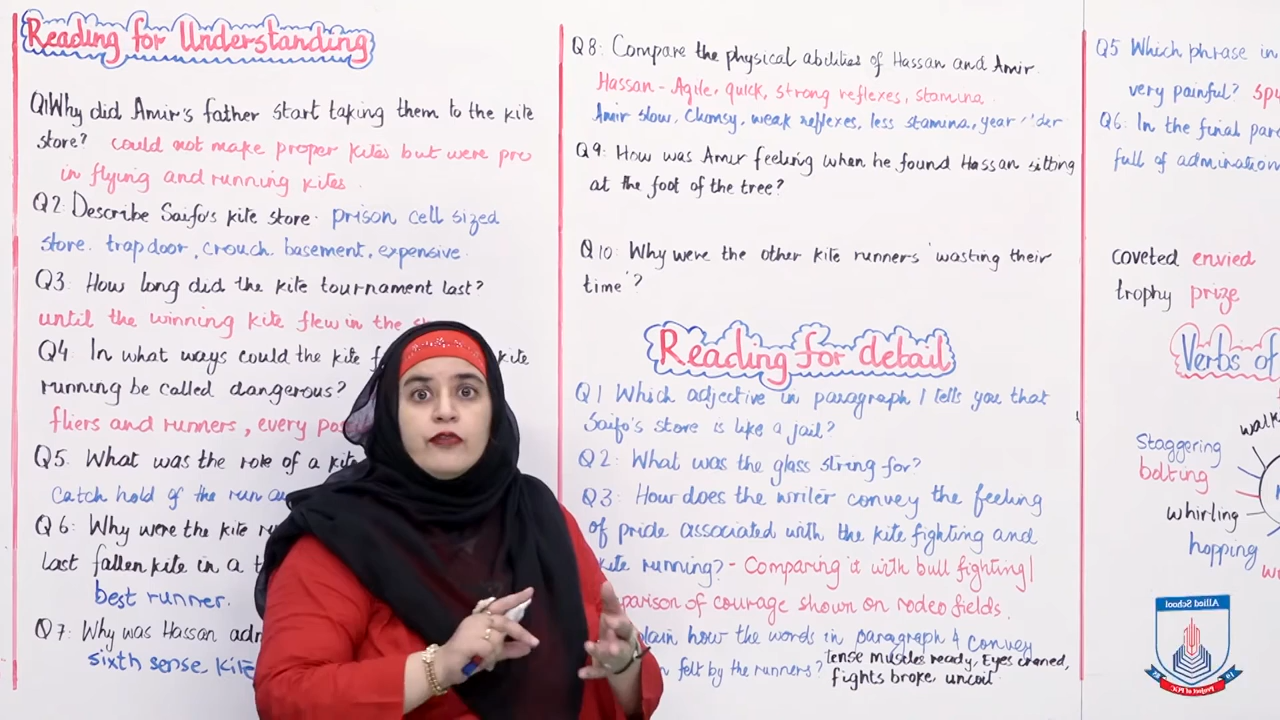 Reading for Understanding
Q1 Why did Amir's father start taking them to the kite
store? could not make proper kites but were pro
in flying and running kites.
Q2: Describe Saifo's kite store. prison cell sized
store. trapdoor, crouch. basement, expensive.
Q3: How long did the kite tournament last?
until the winning kite flew in the
Q4 In what ways could the kite kite
running be called dangerous?
fliers and runners, every
Q5. What was the role of a
Catch hold of the run
Q6: Why were the kite
last fallen kite in a
best runner.
Q7: Why was Hassan
sixth sense kite
Q8: Compare the physical abilities of Hassan and Amir.
Hassan - Agile, quick, strong reflexes, stamina.
Amir slow, Clumsy, weak reflexes, less stamina, year
Q9: How was Amir feeling when he found Hassan sitting
at the foot of the tree?
Q10: Why were the other kite runners 'wasting their
time'?
Reading for detail
Q1 Which adjective in paragraph 1 tells you that
Saifo's store is like a jail?
Q2: What was the glass string for?
Q3: How does the writer convey the feeling
of pride associated with the kite fighting and
kite running? - Comparing it with bull fighting/
parison of courage shown on rodeo fields.
plain how the words in paragraph 4 convey
felt by the runners? tense Muscles ready, Eyes craned,
fights broke, uncoil.
Q5 Which phrase in
very painful?
Q6: In the final par
full of admiration
coveted envied
trophy prize
Verbs of
walk
Staggering
bolting
whirling
hopping
Allied School
Project of PGC